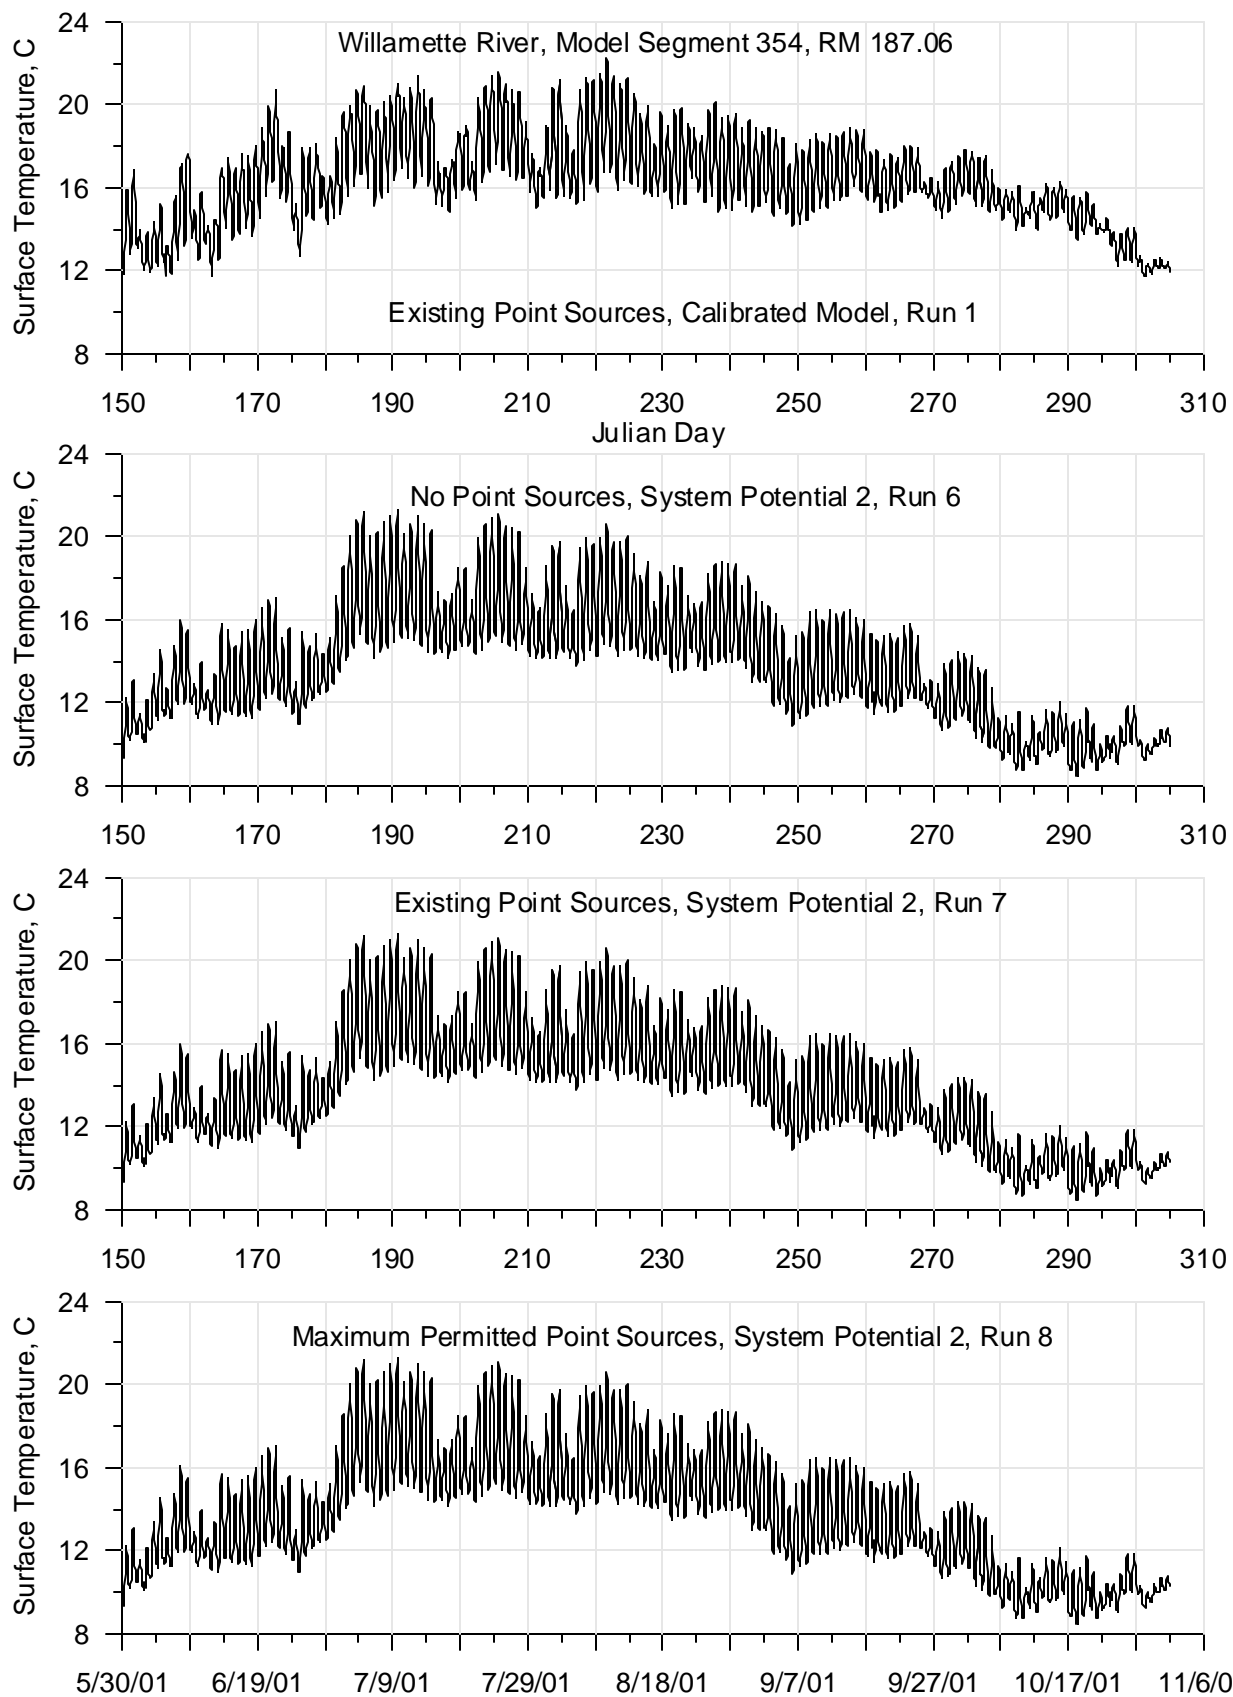 24
Willamette River, Model Segment 354, RM 187.06
20
16
12
Surface Temperature, C
Existing Point Sources, Calibrated Model, Run 1
8
150 170 190 210 230 250 270 290 310
Julian Day
24
No Point Sources, System Potential 2, Run 6
20
16
12
Surface Temperature, C
8
150 170 190 210 230 250 270 290 310
24
Existing Point Sources, System Potential 2, Run 7
20
16
12
Surface Temperature, C
8
150 170 190 210 230 250 270 290 310
24
Maximum Permitted Point Sources, System Potential 2, Run 8
20
16
12
Surface Temperature, C
8
5/30/01 6/19/01 7/9/01 7/29/01 8/18/01 9/7/01 9/27/01 10/17/01 11/6/0